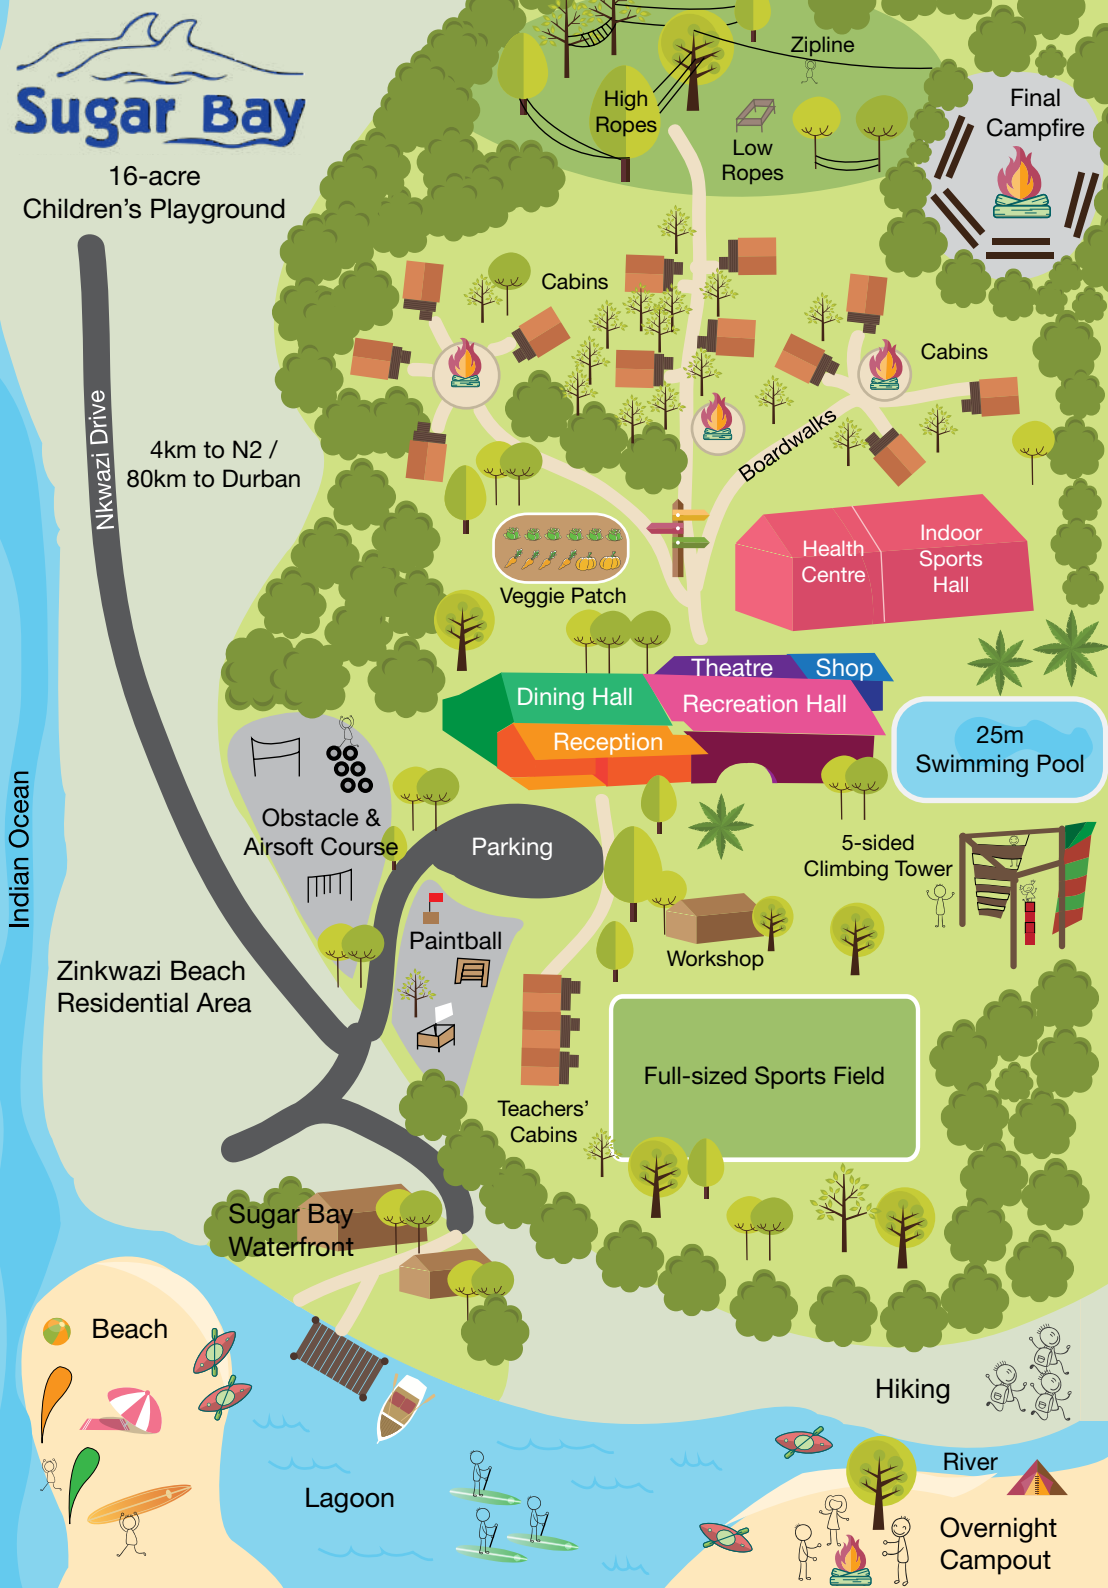 Sugar Bay
16-acre
Children's Playground
Zipline
High
Ropes
Low
Ropes
Final
Campfire
Cabins
Cabins
Boardwalks
Nkwazi Drive
4km to N2 /
80km to Durban
Veggie Patch
Health
Centre
Indoor
Sports
Hall
Theatre
Shop
Dining Hall
Recreation Hall
Reception
25m
Swimming Pool
Obstacle &
Airsoft Course
Parking
5-sided
Climbing Tower
Indian Ocean
Paintball
Workshop
Zinkwazi Beach
Residential Area
Full-sized Sports Field
Teachers'
Cabins
Sugar Bay
Waterfront
Beach
Hiking
River
Lagoon
Overnight
Campout